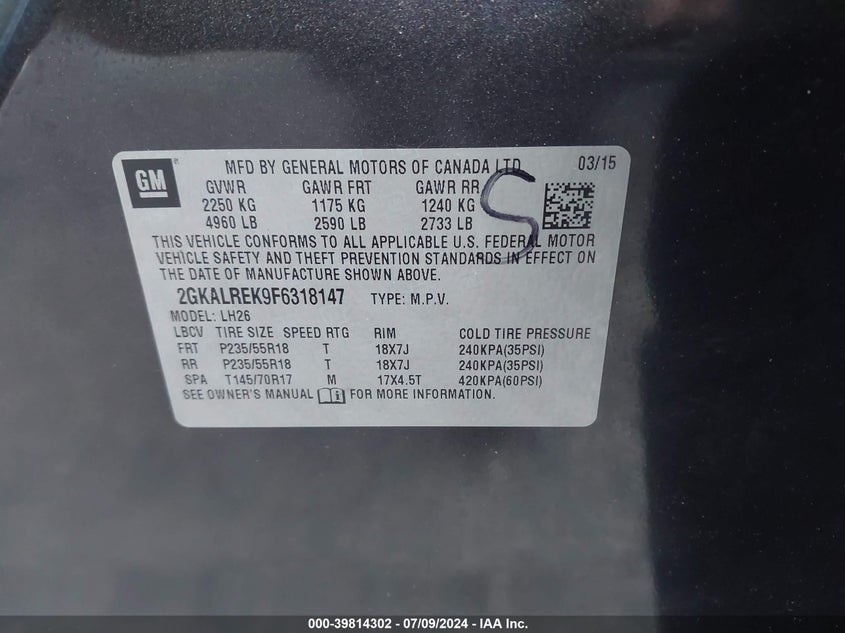 GM
MFD BY GENERAL MOTORS OF CANADA LTD 03/15
GVWR GAWR FRT GAWR RR
2250 KG 1175 KG 1240 KG
4960 LB 2590 LB 2733 LB
S
THIS VEHICLE CONFORMS TO ALL APPLICABLE U.S. FEDERAL MOTOR
VEHICLE SAFETY AND THEFT PREVENTION STANDARDS IN EFFECT ON
THE DATE OF MANUFACTURE SHOWN ABOVE.
2GKALREK9F6318147 TYPE: M.P.V.
MODEL: LH26
LBCV TIRE SIZE SPEED RTG RIM COLD TIRE PRESSURE
FRT P235/55R18 T 18X7J 240KPA(35PSI)
RR P235/55R18 T 18X7J 240KPA(35PSI)
SPA T145/70R17 M 17X4.5T 420KPA(60PSI)
SEE OWNER'S MANUAL FOR MORE INFORMATION.
000-39814302 - 07/09/2024 - IAA Inc.